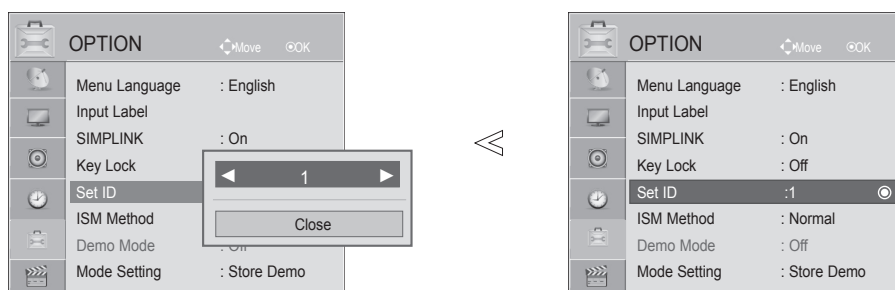 OPTION Move OK
Menu Language : English
Input Label
SIMPLINK : On
Key Lock
Set ID
ISM Method
Demo Mode : Off
Mode Setting : Store Demo
◀ 1 ▶
Close
OPTION Move OK
Menu Language : English
Input Label
SIMPLINK : On
Key Lock : Off
Set ID :1
ISM Method : Normal
Demo Mode : Off
Mode Setting : Store Demo